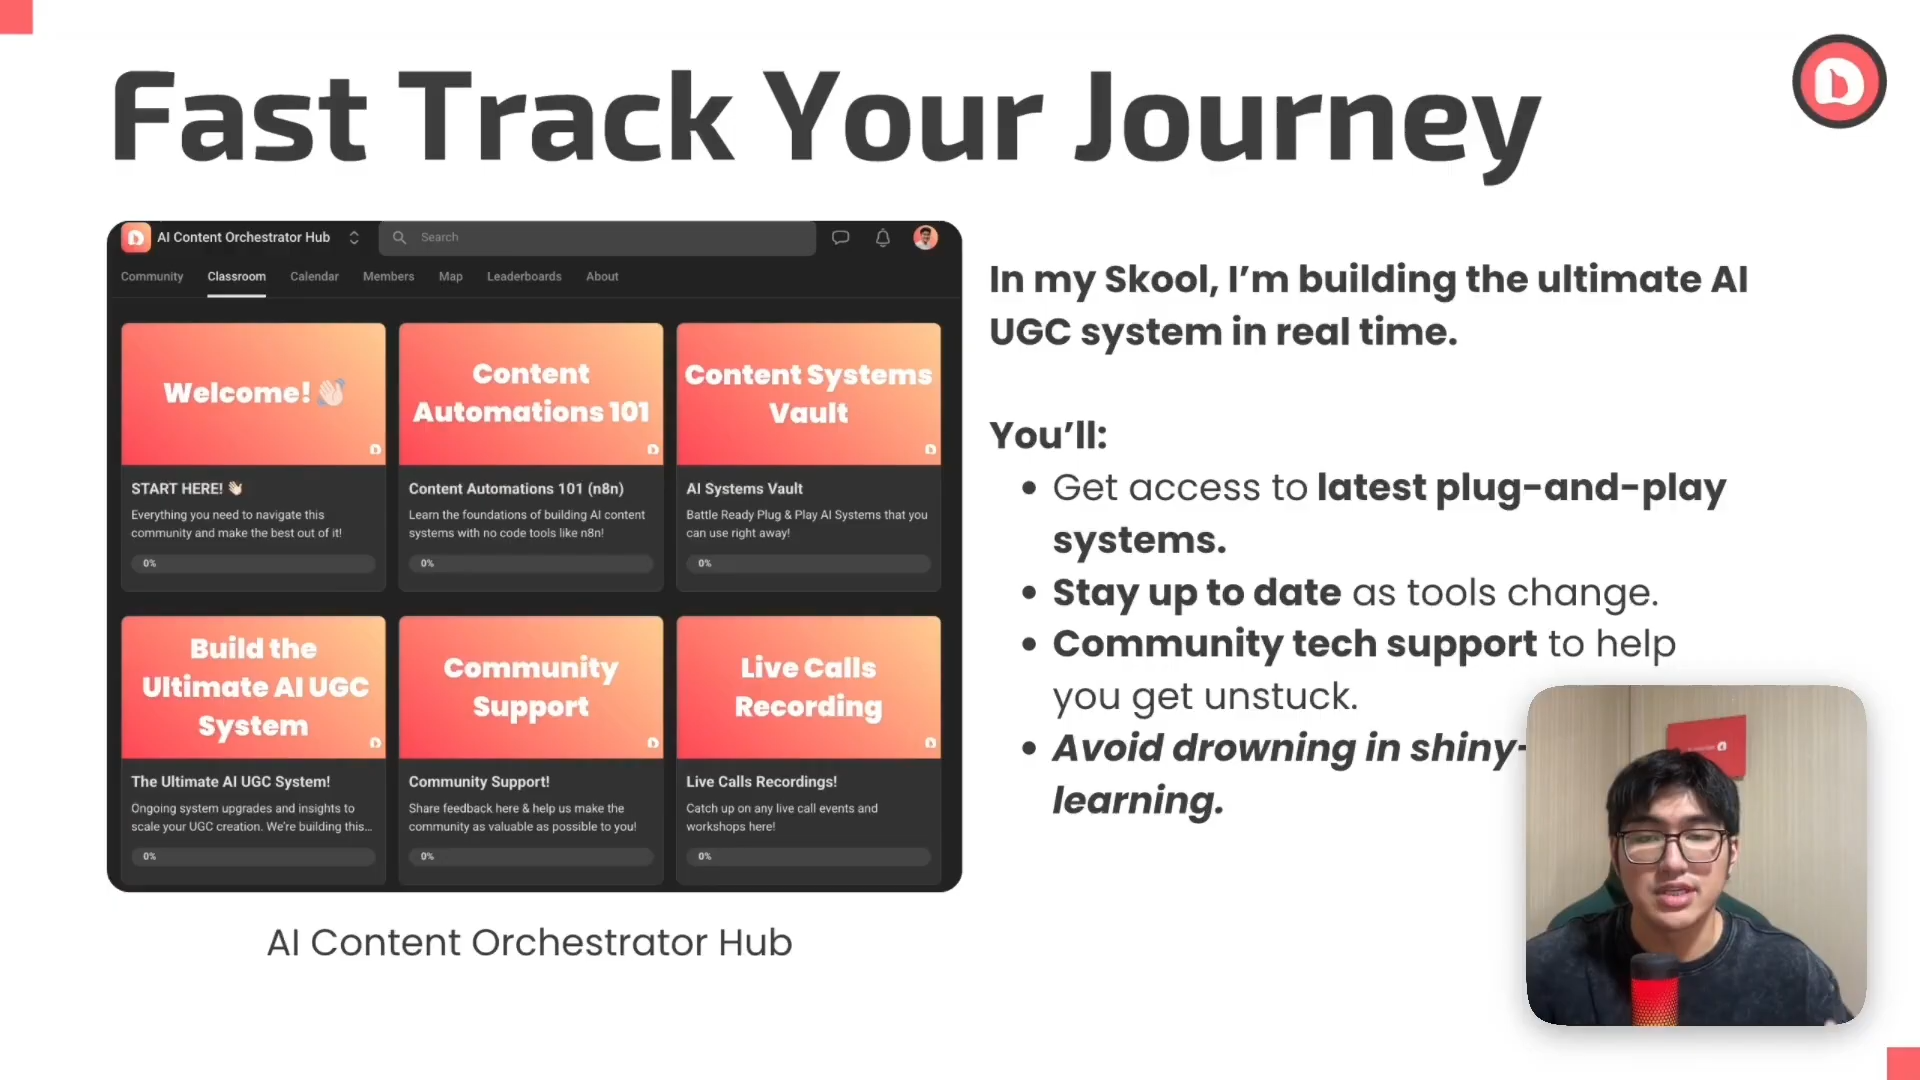 Fast Track Your Journey
AI Content Orchestrator Hub
Search
Community
Classroom
Calendar
Members
Map
Leaderboards
About
Welcome! 👋🏻
Content
Automations 101
Content Systems
Vault
START HERE! 👋🏻
Everything you need to navigate this
community and make the best out of it!
0%
Content Automations 101 (n8n)
Learn the foundations of building AI content
systems with no code tools like n8n!
0%
AI Systems Vault
Battle Ready Plug & Play AI Systems that you
can use right away!
0%
Build the
Ultimate AI UGC
System
Community
Support
Live Calls
Recording
The Ultimate AI UGC System!
Ongoing system upgrades and insights to
scale your UGC creation. We're building this...
0%
Community Support!
Share feedback here & help us make the
community as valuable as possible to you!
0%
Live Calls Recordings!
Catch up on any live call events and
workshops here!
0%
AI Content Orchestrator Hub
In my Skool, I’m building the ultimate AI
UGC system in real time.
You’ll:
• Get access to latest plug-and-play
systems.
• Stay up to date as tools change.
• Community tech support to help
you get unstuck.
• Avoid drowning in shiny-
learning.